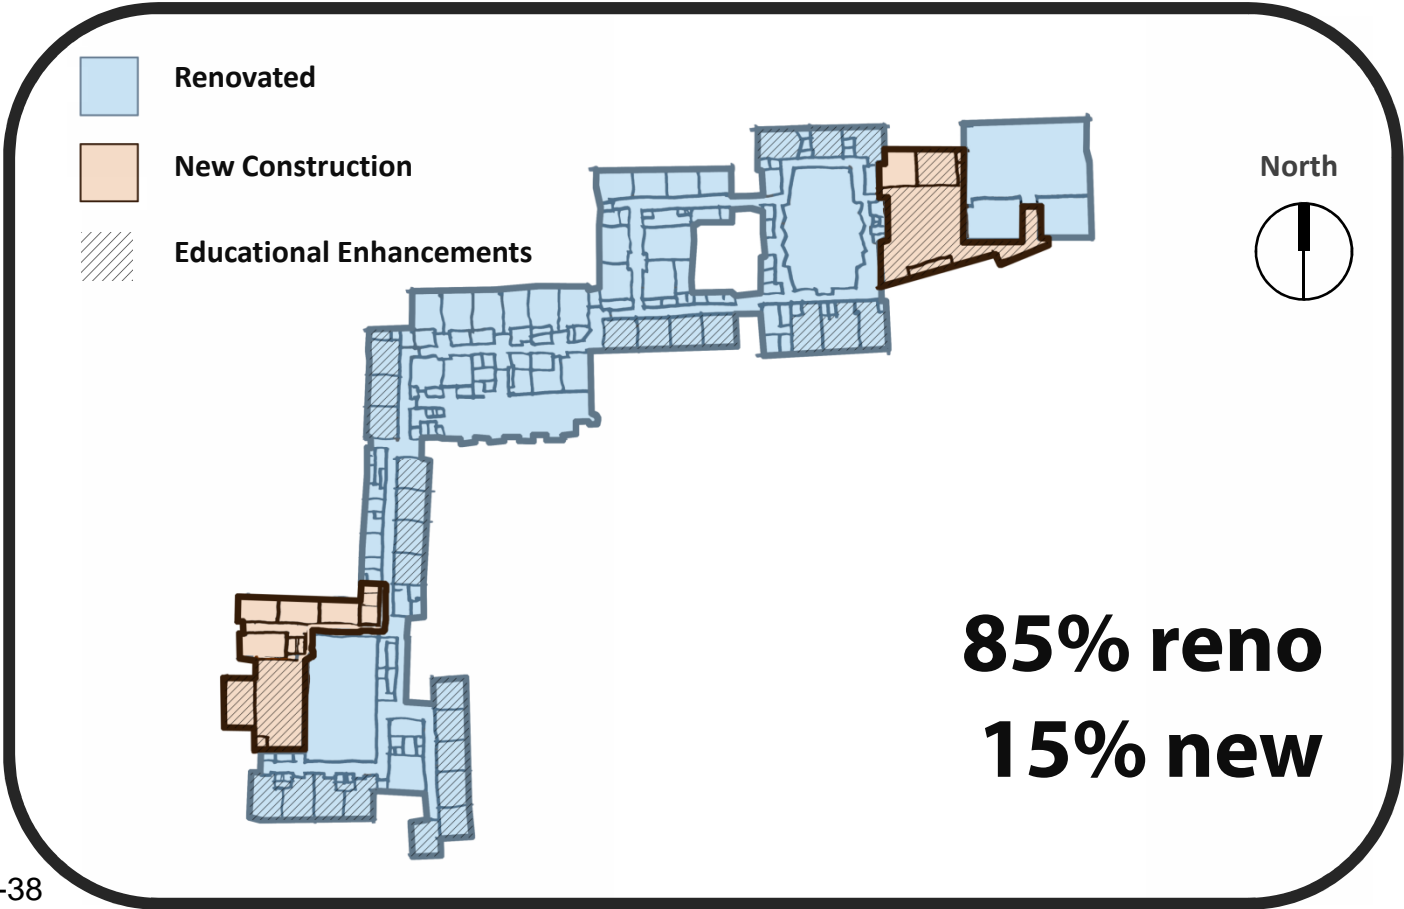 Renovated
New Construction
North
Educational Enhancements
85% reno
15% new
-38